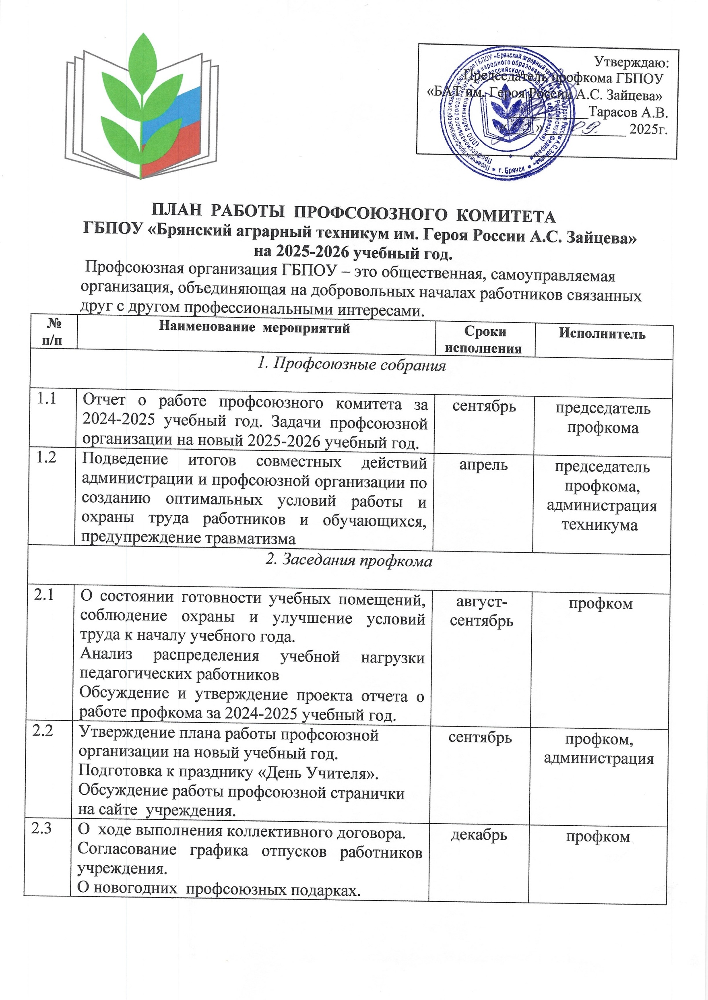 Утверждаю:
Председатель профкома ГБПОУ
«БАТ им. Героя России А.С. Зайцева»
Тарасов А.В.
09. 2025г.
г. Брянск
ПЛАН РАБОТЫ ПРОФСОЮЗНОГО КОМИТЕТА
ГБПОУ «Брянский аграрный техникум им. Героя России А.С. Зайцева»
на 2025-2026 учебный год.
Профсоюзная организация ГБПОУ – это общественная, самоуправляемая
организация, объединяющая на добровольных началах работников связанных
друг с другом профессиональными интересами.
№ п/п
Наименование мероприятий
Сроки
исполнения
Исполнитель
1. Профсоюзные собрания
1.1
Отчет о работе профсоюзного комитета за
2024-2025 учебный год. Задачи профсоюзной
организации на новый 2025-2026 учебный год.
сентябрь
председатель
профкома
1.2
Подведение итогов совместных действий
администрации и профсоюзной организации по
созданию оптимальных условий работы и
охраны труда работников и обучающихся,
предупреждение травматизма
апрель
председатель
профкома,
администрация
техникума
2. Заседания профкома
2.1
О состоянии готовности учебных помещений,
соблюдение охраны и улучшение условий
труда к началу учебного года.
Анализ распределения учебной нагрузки
педагогических работников
Обсуждение и утверждение проекта отчета о
работе профкома за 2024-2025 учебный год.
август-
сентябрь
профком
2.2
Утверждение плана работы профсоюзной
организации на новый учебный год.
Подготовка к празднику «День Учителя».
Обсуждение работы профсоюзной странички
на сайте учреждения.
сентябрь
профком,
администрация
2.3
О ходе выполнения коллективного договора.
Согласование графика отпусков работников
учреждения.
О новогодних профсоюзных подарках.
декабрь
профком